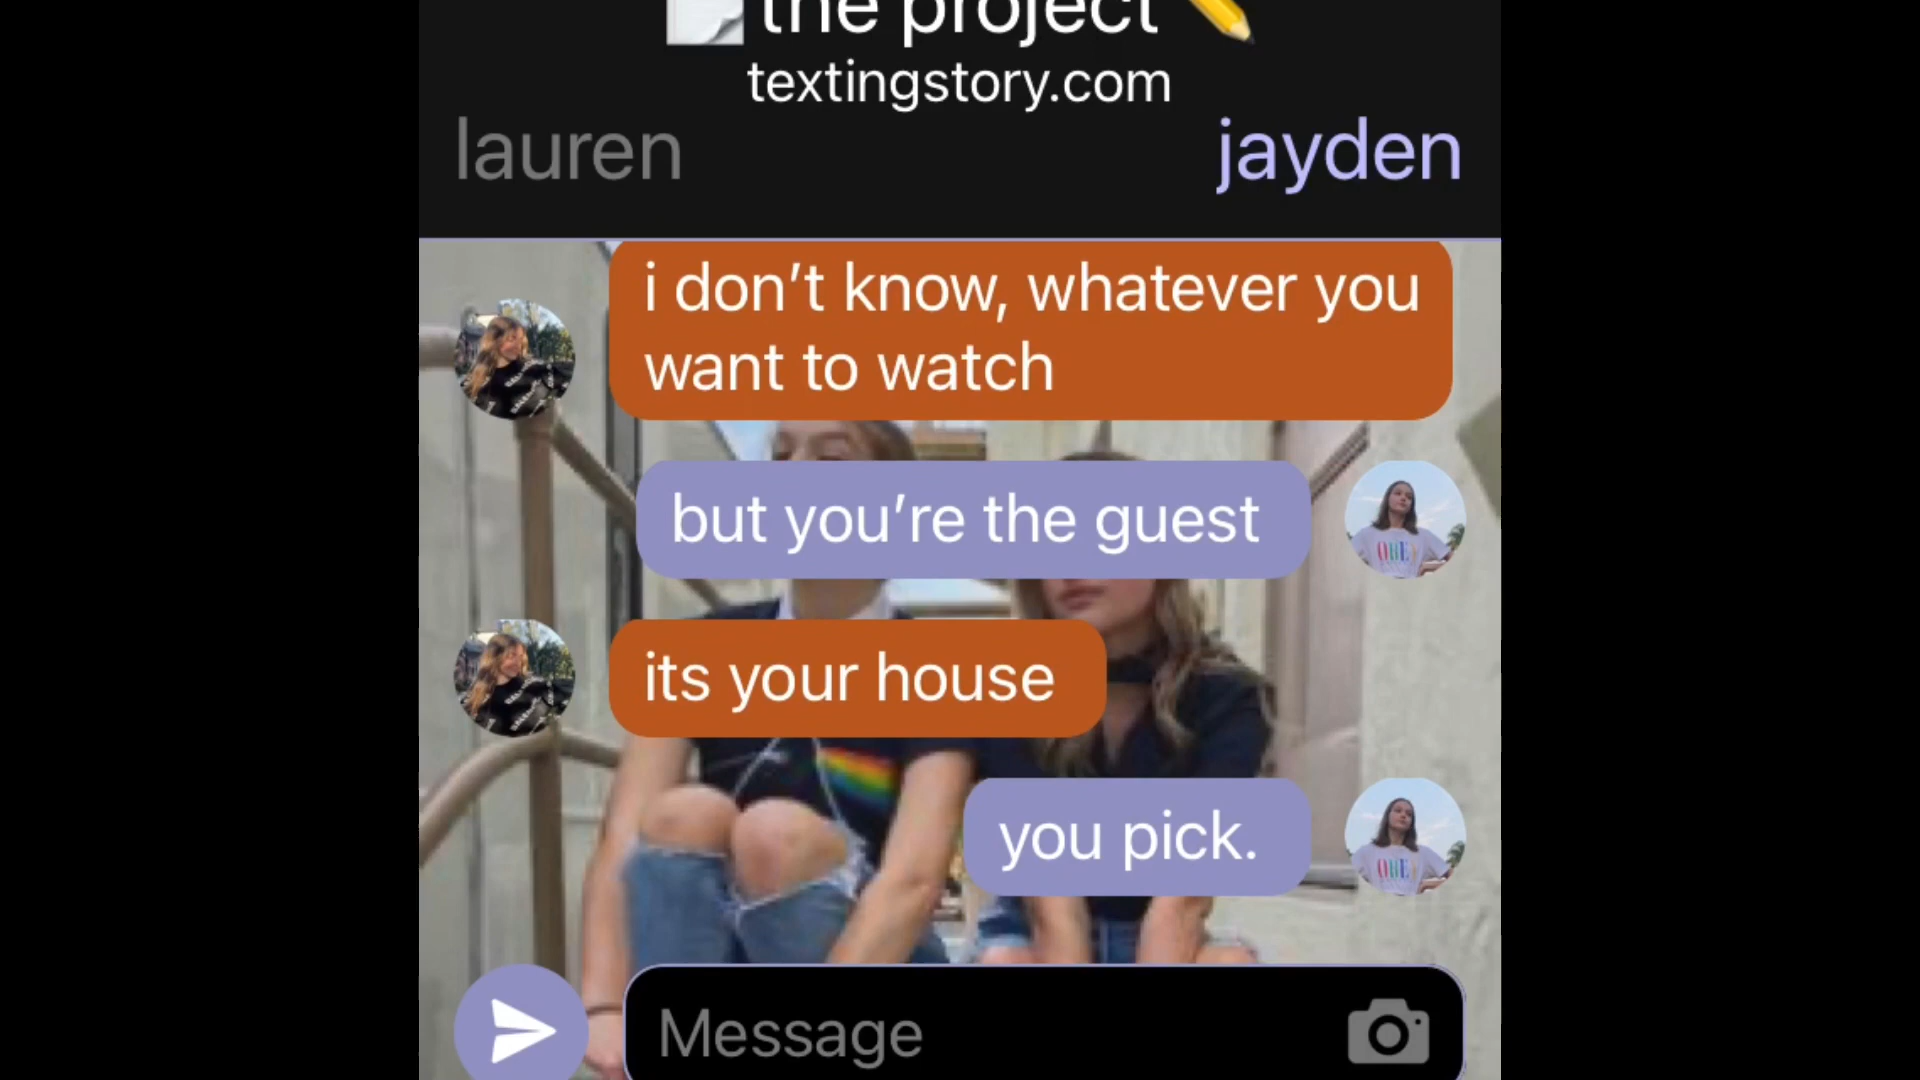 the project
textingstory.com
lauren
jayden
i don’t know, whatever you
want to watch
but you’re the guest
its your house
you pick.
Message